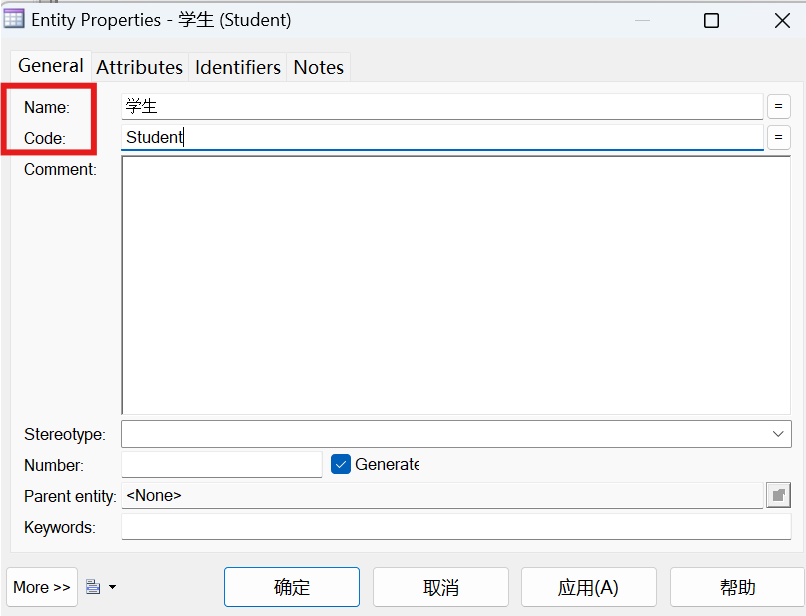 Entity Properties - 学生 (Student)
General Attributes Identifiers Notes
Name: 学生 =
Code: Student =
Comment:
Stereotype:
Number: Generate
Parent entity: <None>
Keywords:
More >> 确定 取消 应用(A) 帮助